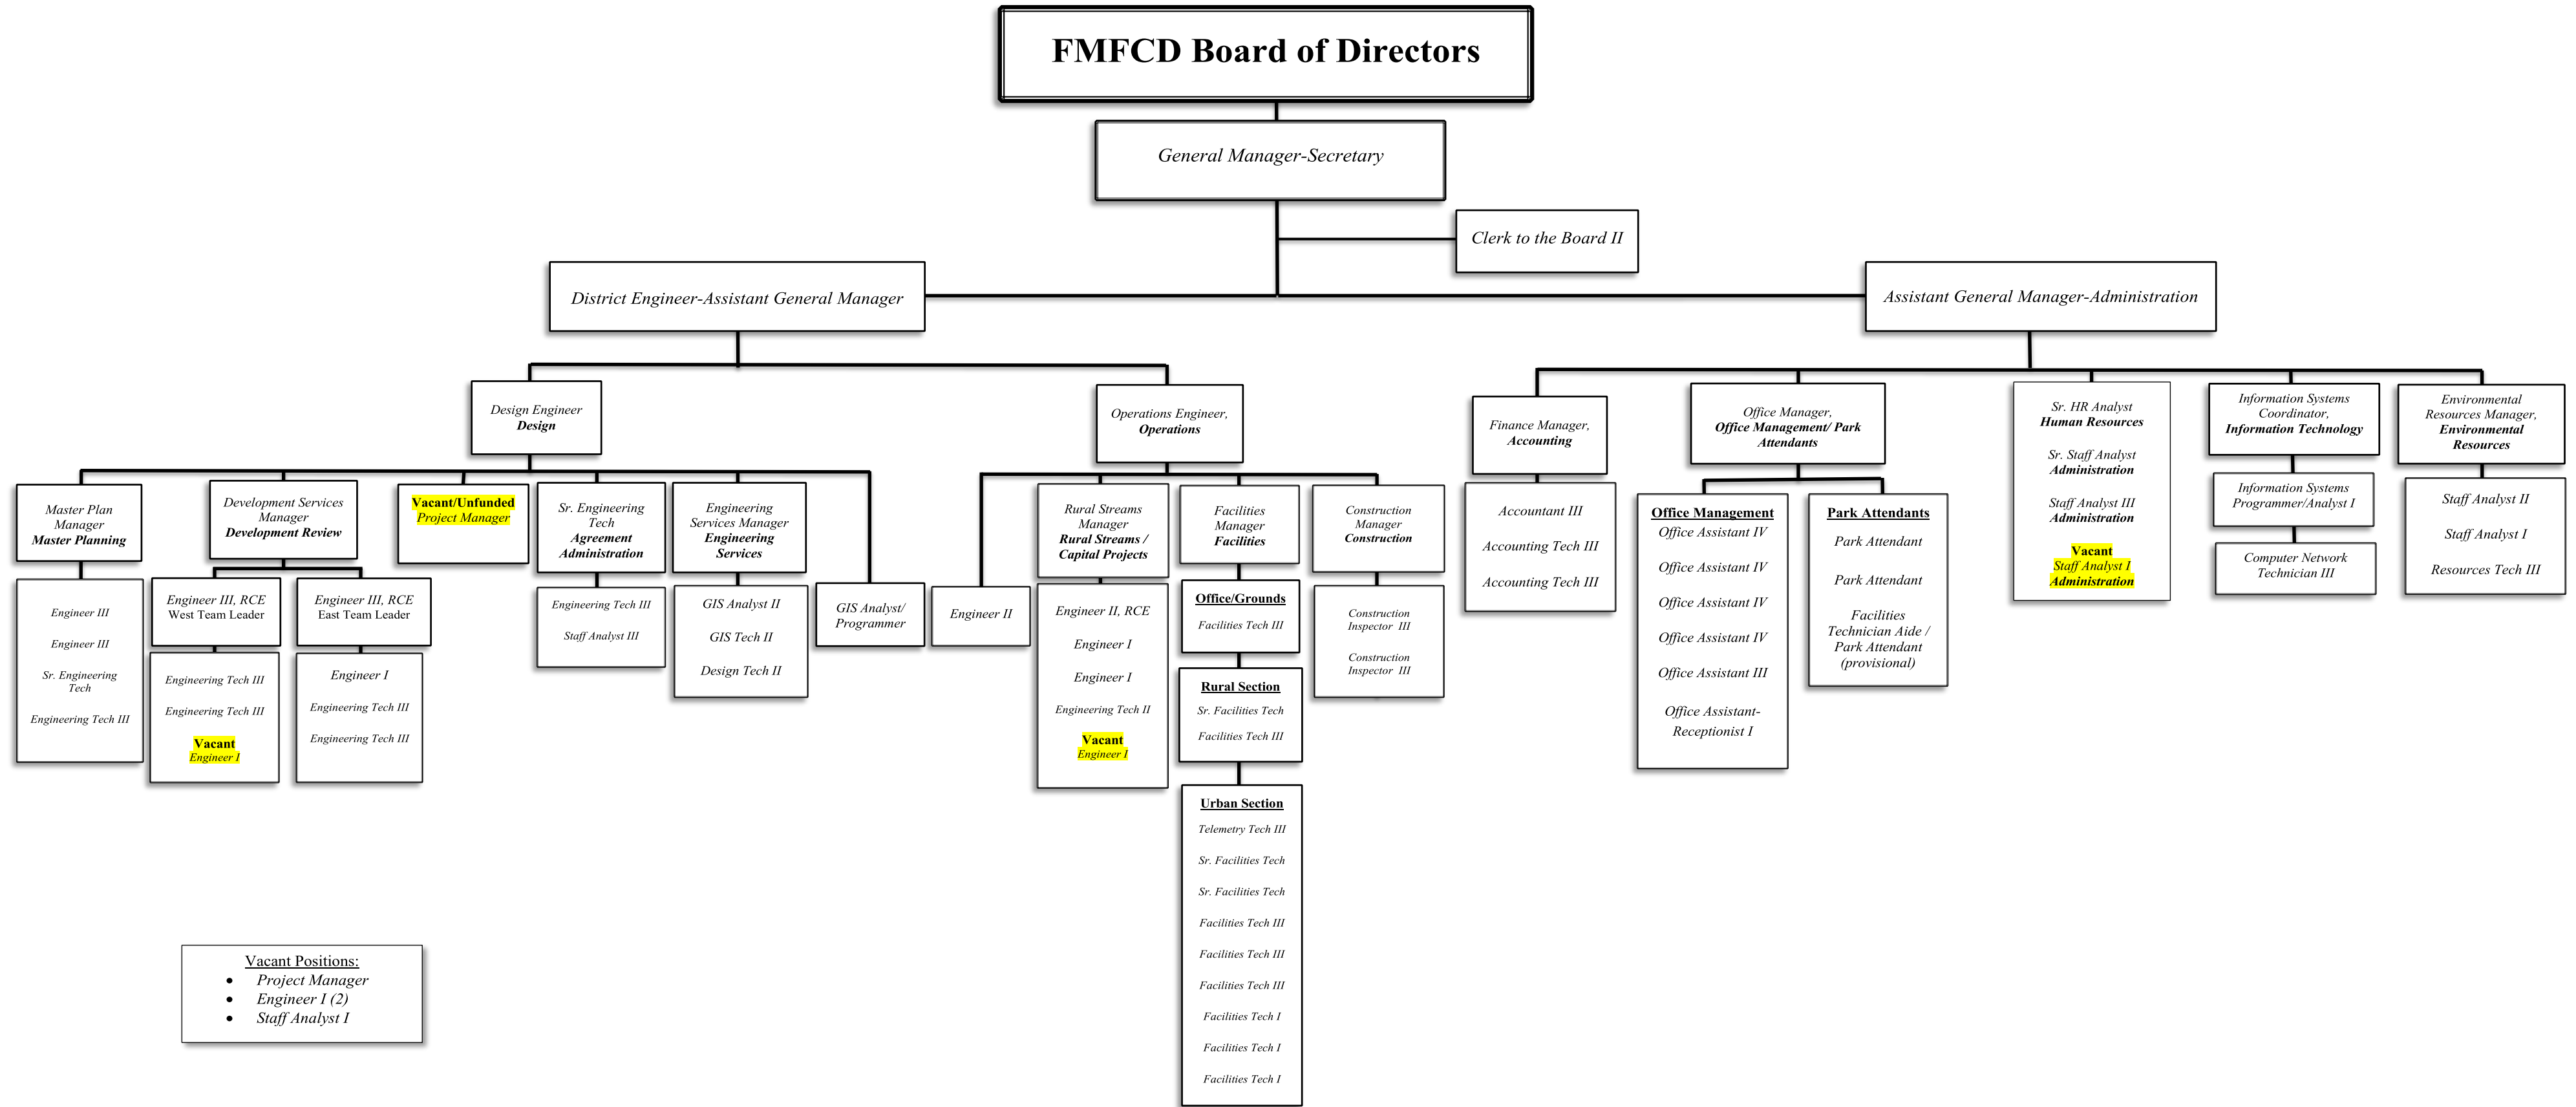 FMFCD Board of Directors
General Manager-Secretary
Clerk to the Board II
District Engineer-Assistant General Manager
Assistant General Manager-Administration
Design Engineer
Design
Operations Engineer,
Operations
Finance Manager,
Accounting
Office Manager,
Office Management/ Park
Attendants
Sr. HR Analyst
Human Resources
Sr. Staff Analyst
Administration
Staff Analyst III
Administration
Vacant
Staff Analyst I
Administration
Information Systems
Coordinator,
Information Technology
Environmental
Resources Manager,
Environmental
Resources
Master Plan
Manager
Master Planning
Development Services
Manager
Development Review
Vacant/Unfunded
Project Manager
Sr. Engineering
Tech
Agreement
Administration
Engineering
Services Manager
Engineering
Services
GIS Analyst/
Programmer
Engineer II
Rural Streams
Manager
Rural Streams /
Capital Projects
Facilities
Manager
Facilities
Construction
Manager
Construction
Accountant III
Accounting Tech III
Accounting Tech III
Office Management
Office Assistant IV
Office Assistant IV
Office Assistant IV
Office Assistant IV
Office Assistant III
Office Assistant-
Receptionist I
Park Attendants
Park Attendant
Park Attendant
Facilities
Technician Aide /
Park Attendant
(provisional)
Information Systems
Programmer/Analyst I
Computer Network
Technician III
Staff Analyst II
Staff Analyst I
Resources Tech III
Engineer III
Engineer III
Sr. Engineering
Tech
Engineering Tech III
Engineer III, RCE
West Team Leader
Engineering Tech III
Engineering Tech III
Vacant
Engineer I
Engineer III, RCE
East Team Leader
Engineer I
Engineering Tech III
Engineering Tech III
Engineering Tech III
Staff Analyst III
GIS Analyst II
GIS Tech II
Design Tech II
Engineer II, RCE
Engineer I
Engineer I
Engineering Tech II
Vacant
Engineer I
Office/Grounds
Facilities Tech III
Rural Section
Sr. Facilities Tech
Facilities Tech III
Urban Section
Telemetry Tech III
Sr. Facilities Tech
Sr. Facilities Tech
Facilities Tech III
Facilities Tech III
Facilities Tech III
Facilities Tech I
Facilities Tech I
Facilities Tech I
Construction
Inspector III
Construction
Inspector III
Vacant Positions:
• Project Manager
• Engineer I (2)
• Staff Analyst I